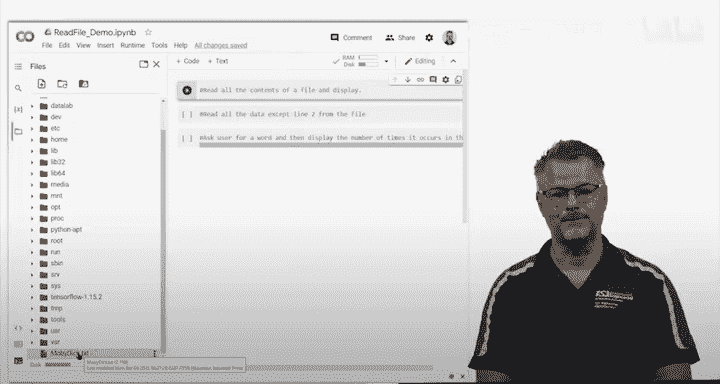 ReadFile_Demo.ipynb
Comment
Share
File Edit View Insert Runtime Tools Help All changes saved
Files
+ Code + Text
RAM
Disk
Editing
#Read all the contents of a file and display.
#Read all the data except line 2 from the file
#Ask user for a word and then display the number of times it occurs in th
datalab
dev
etc
home
lib
lib32
lib64
media
mnt
opt
proc
python-apt
root
run
sbin
srv
sys
tensorflow-1.15.2
tmp
tools
usr
var
Disk